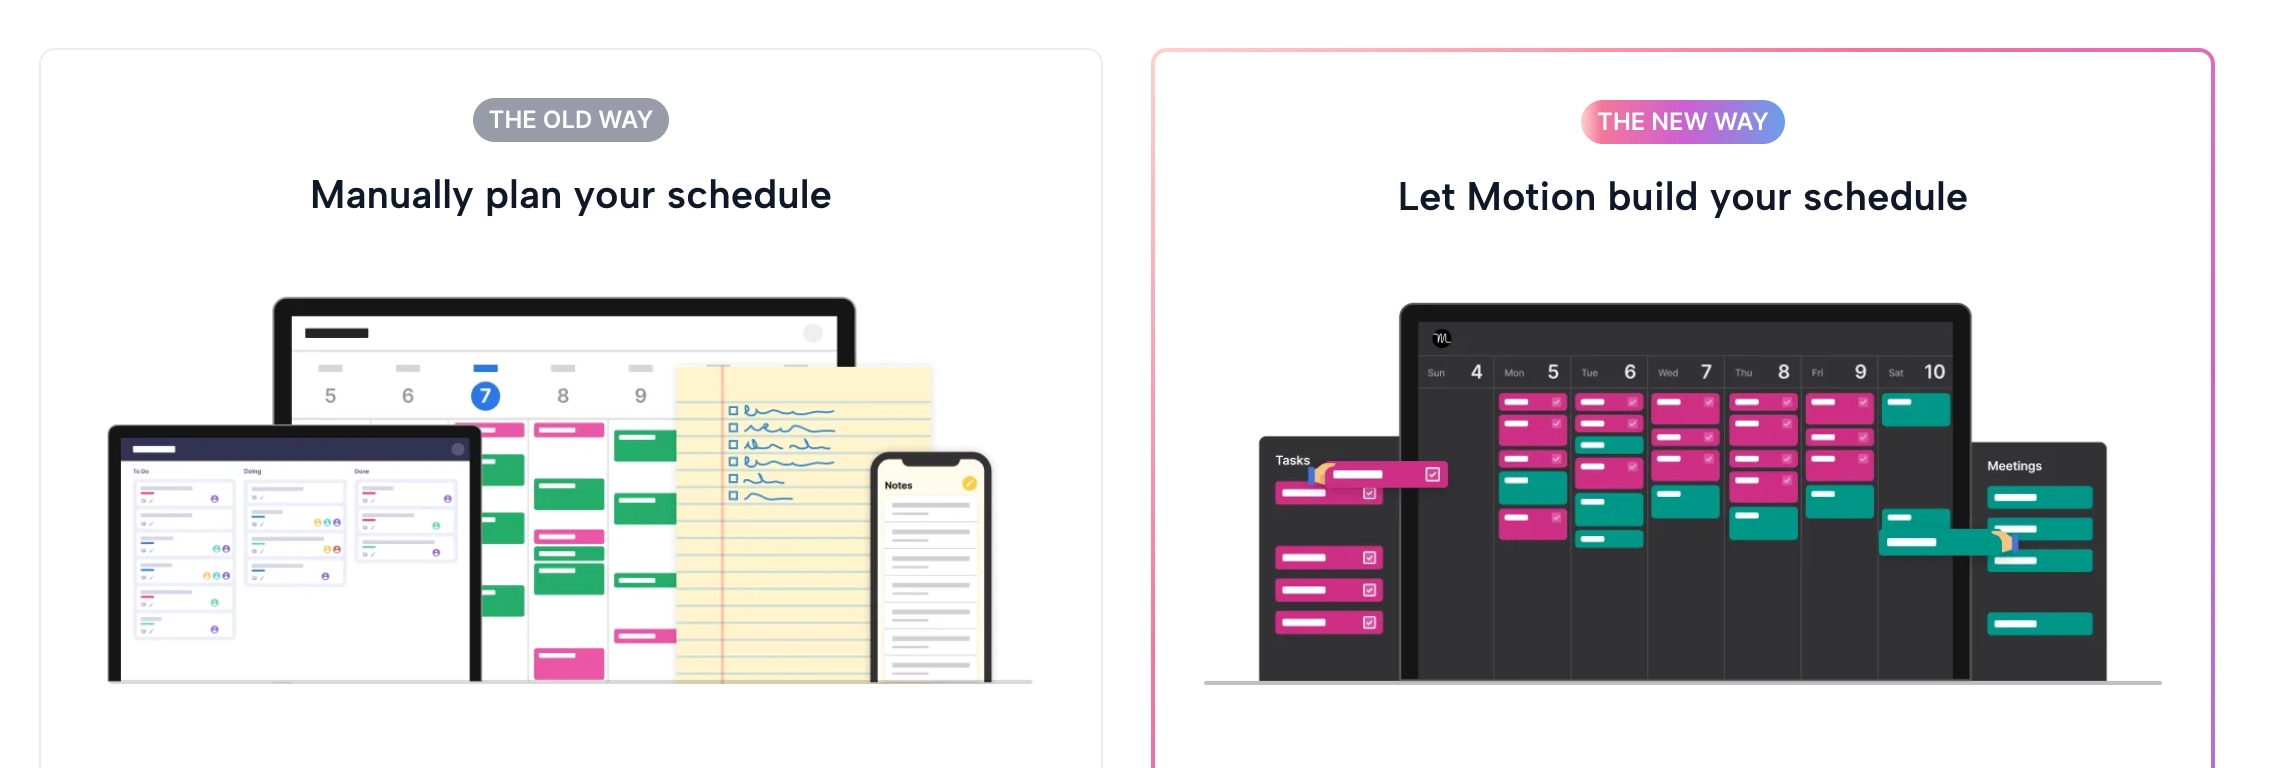 THE OLD WAY
Manually plan your schedule
5 6 7 8 9
To Do Doing Done
Notes
THE NEW WAY
Let Motion build your schedule
Sun 4 Mon 5 Tue 6 Wed 7 Thu 8 Fri 9 Sat 10
Tasks
Meetings